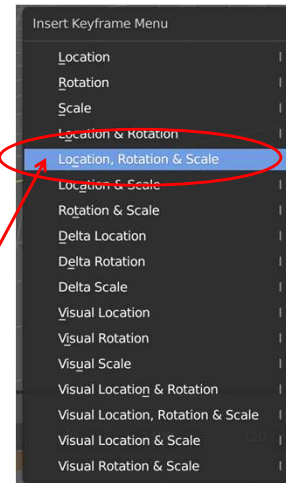 Insert Keyframe Menu
Location I
Rotation I
Scale I
Location & Rotation I
Location, Rotation & Scale I
Location & Scale I
Rotation & Scale I
Delta Location I
Delta Rotation I
Delta Scale I
Visual Location I
Visual Rotation I
Visual Scale I
Visual Location & Rotation I
Visual Location, Rotation & Scale I
Visual Location & Scale I
Visual Rotation & Scale I
120